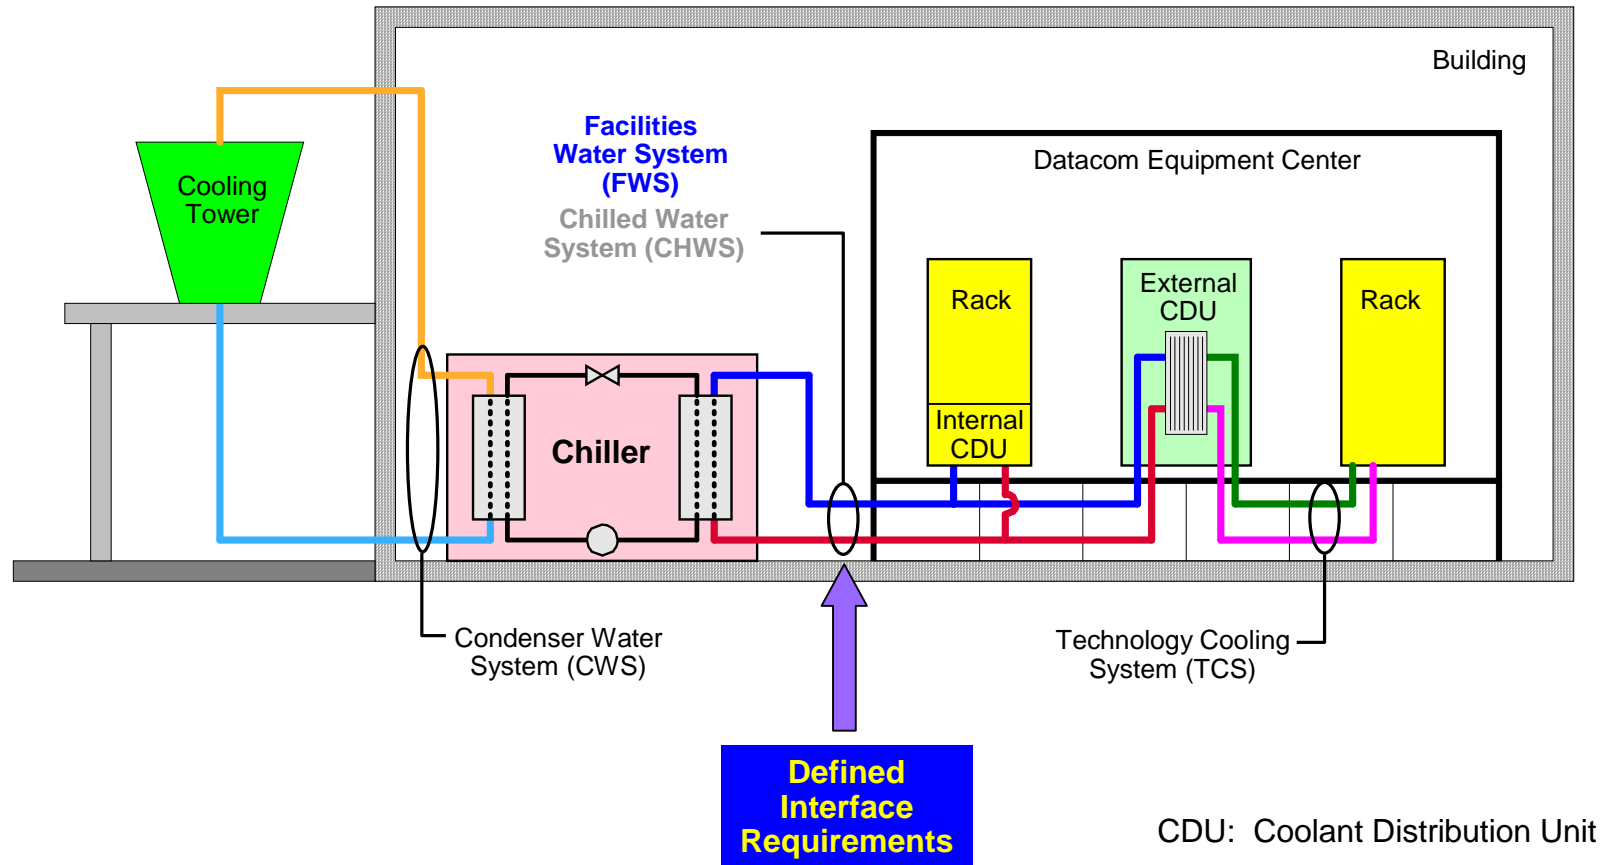 Building
Facilities
Water System
(FWS)
Chilled Water
System (CHWS)
Datacom Equipment Center
Cooling
Tower
Rack
Internal
CDU
External
CDU
Rack
Chiller
Condenser Water
System (CWS)
Technology Cooling
System (TCS)
Defined
Interface
Requirements
CDU: Coolant Distribution Unit